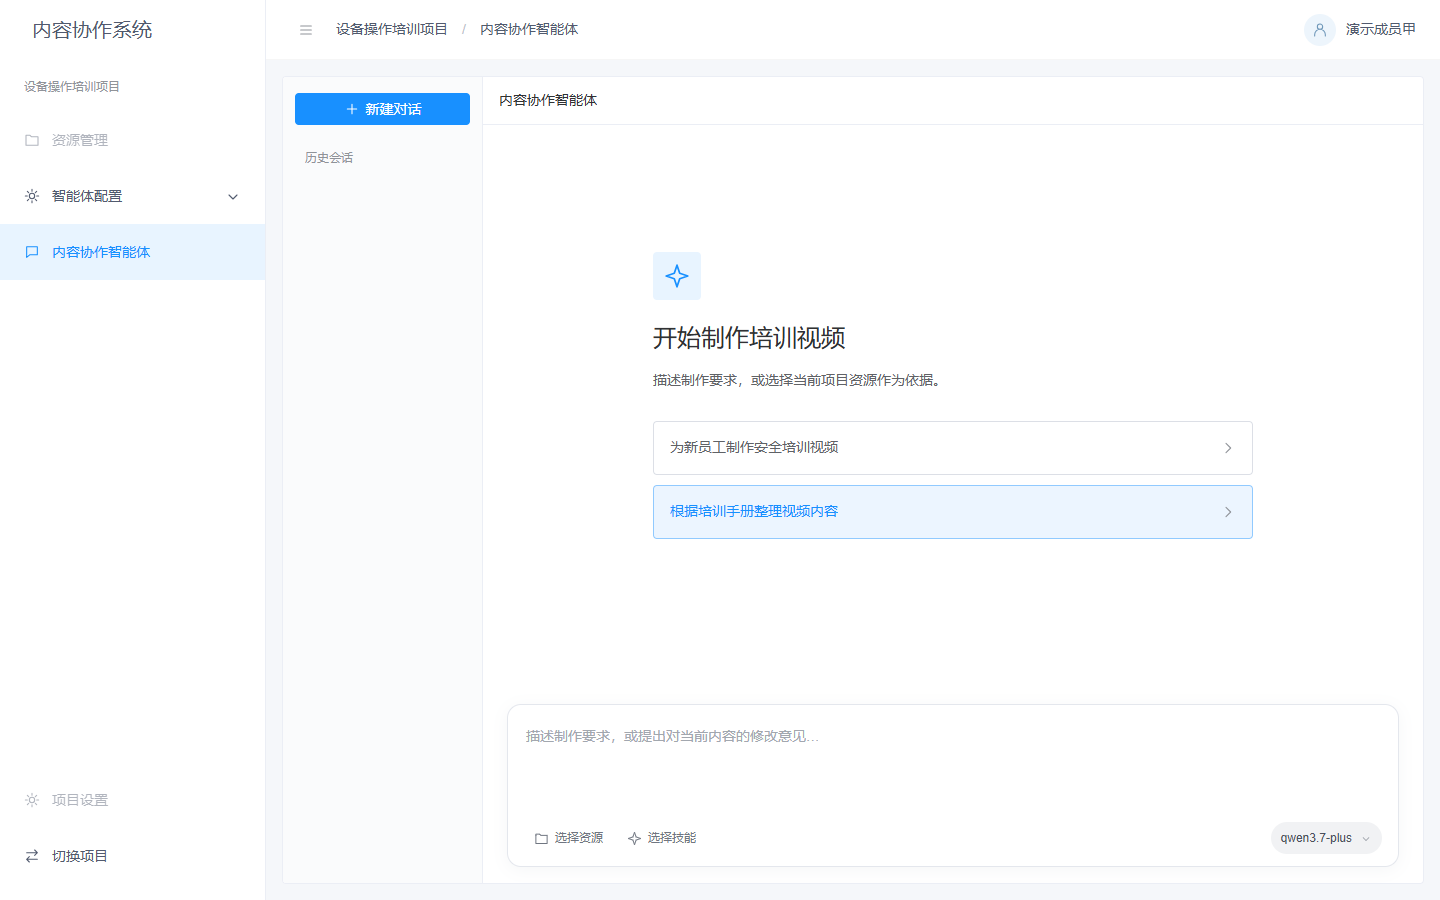 内容协作系统
设备操作培训项目 / 内容协作智能体
演示成员甲
设备操作培训项目
资源管理
智能体配置
内容协作智能体
项目设置
切换项目
新建对话
历史会话
内容协作智能体
开始制作培训视频
描述制作要求，或选择当前项目资源作为依据。
为新员工制作安全培训视频
根据培训手册整理视频内容
描述制作要求，或提出对当前内容的修改意见...
选择资源
选择技能
qwen3.7-plus